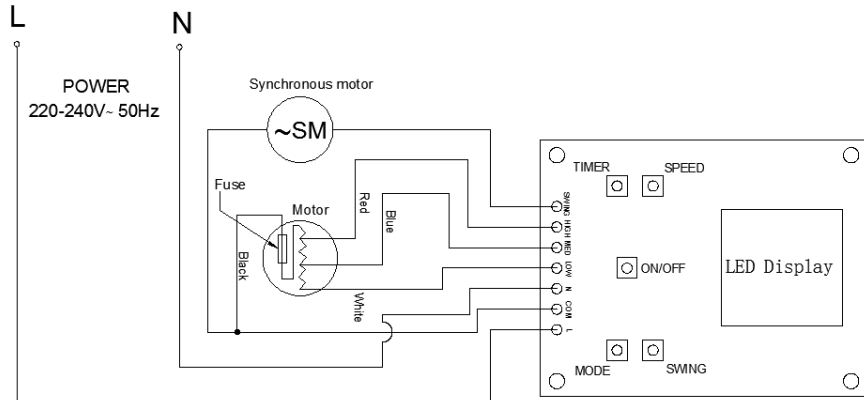 L
N
POWER
220-240V~ 50Hz
Synchronous motor
~SM
TIMER
SPEED
Fuse
Motor
Red
Blue
Black
White
SWING
HIGH
MED
LOW
N
COM
L
ON/OFF
LED Display
MODE
SWING